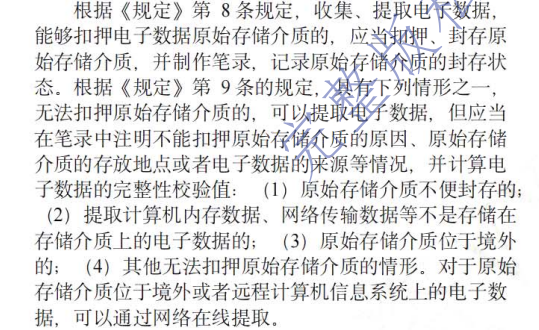 根据《规定》第 8条规定，收集、提取电子数据，
能够扣押电子数据原始存储介质的，应当扣押、封存原
始存储介质，并制作笔录，记录原始存储介质的封存状
态。根据《规定》第 9条的规定，具有下列情形之一，
无法扣押原始存储介质的，可以提取电子数据，但应当
在笔录中注明不能扣押原始存储介质的原因、原始存储
介质的存放地点或者电子数据的来源等情况，并计算电
子数据的完整性校验值：（1）原始存储介质不便封存的；
（2）提取计算机内存数据、网络传输数据等不是存储在
存储介质上的电子数据的；（3）原始存储介质位于境外
的；（4）其他无法扣押原始存储介质的情形。对于原始
存储介质位于境外或者远程计算机信息系统上的电子数
据，可以通过网络在线提取。
完整版权